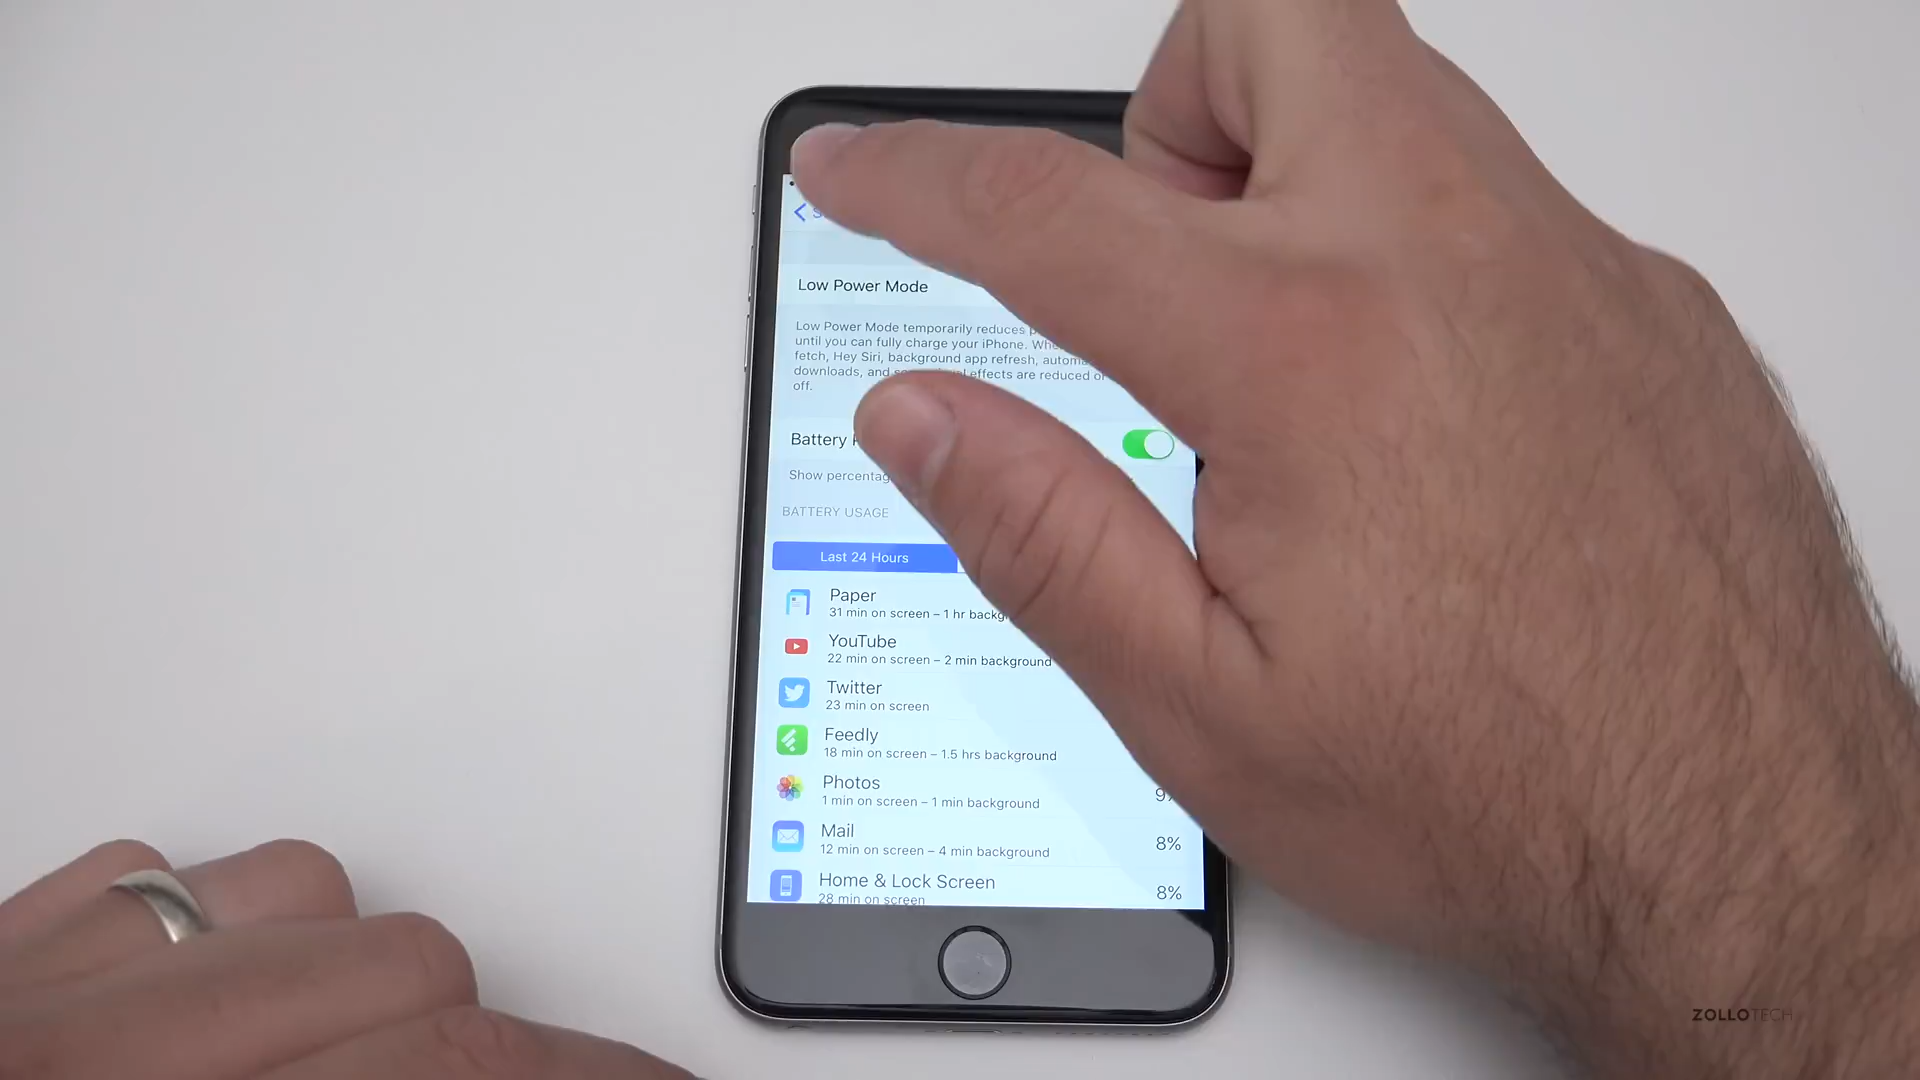 Low Power Mode
Low Power Mode temporarily reduces
until you can fully charge your iPhone.
fetch, Hey Siri, background app refresh,
downloads, and effects are reduced
off.
Battery
Show
BATTERY USAGE
Last 24 Hours
Paper
31 min on screen – 1 hr
YouTube
22 min on screen – 2 min background
Twitter
23 min on screen
Feedly
18 min on screen – 1.5 hrs background
Photos
1 min on screen – 1 min background
Mail
12 min on screen – 4 min background
8%
Home & Lock Screen
28 min on screen
8%
ZOLLOTECH